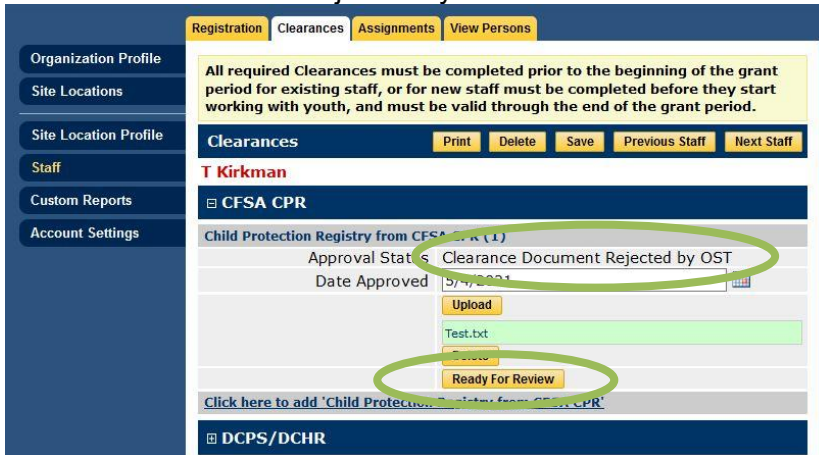 Registration Clearances Assignments View Persons
Organization Profile
Site Locations
Site Location Profile
Staff
Custom Reports
Account Settings
All required Clearances must be completed prior to the beginning of the grant
period for existing staff, or for new staff must be completed before they start
working with youth, and must be valid through the end of the grant period.
Clearances Print Delete Save Previous Staff Next Staff
T Kirkman
CFSA CPR
Child Protection Registry from CFSA CPR (1)
Approval Status Clearance Document Rejected by OST
Date Approved 5/4/2021
Upload
Test.txt
Delete
Ready For Review
Click here to add 'Child Protection Registry from CFSA CPR'
DCPS/DCHR